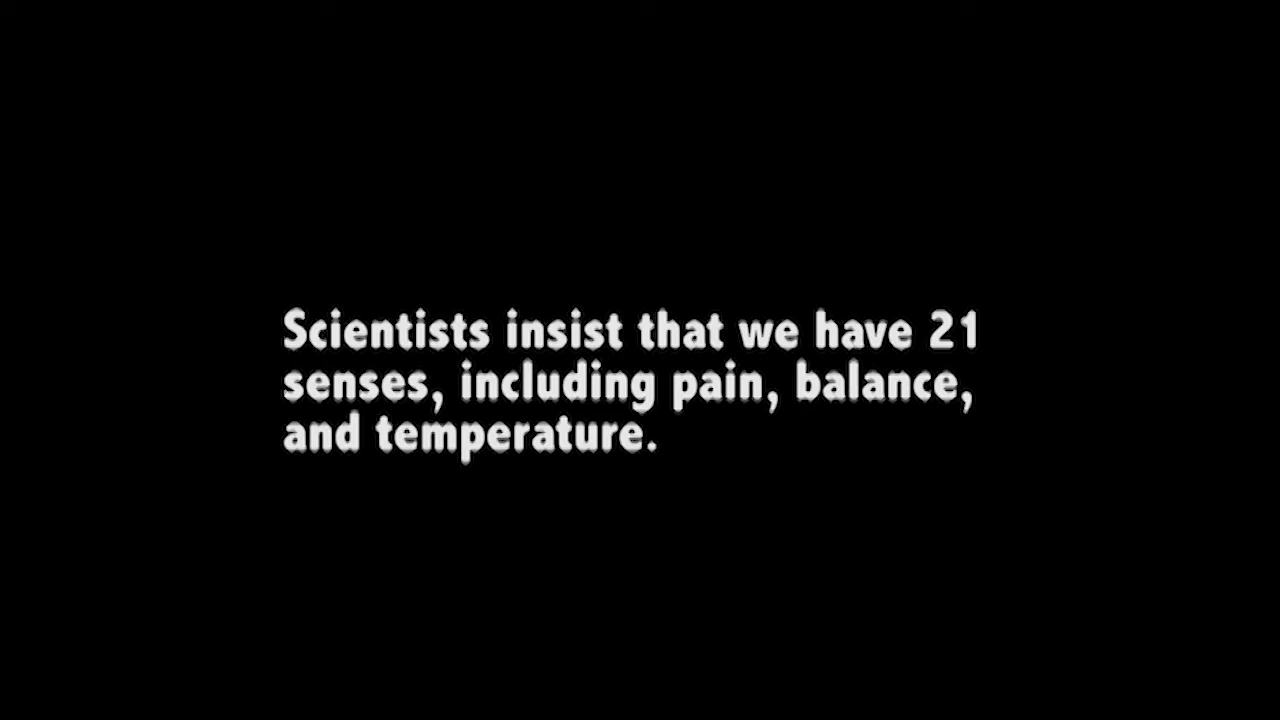 Scientists insist that we have 21
senses, including pain, balance,
and temperature.